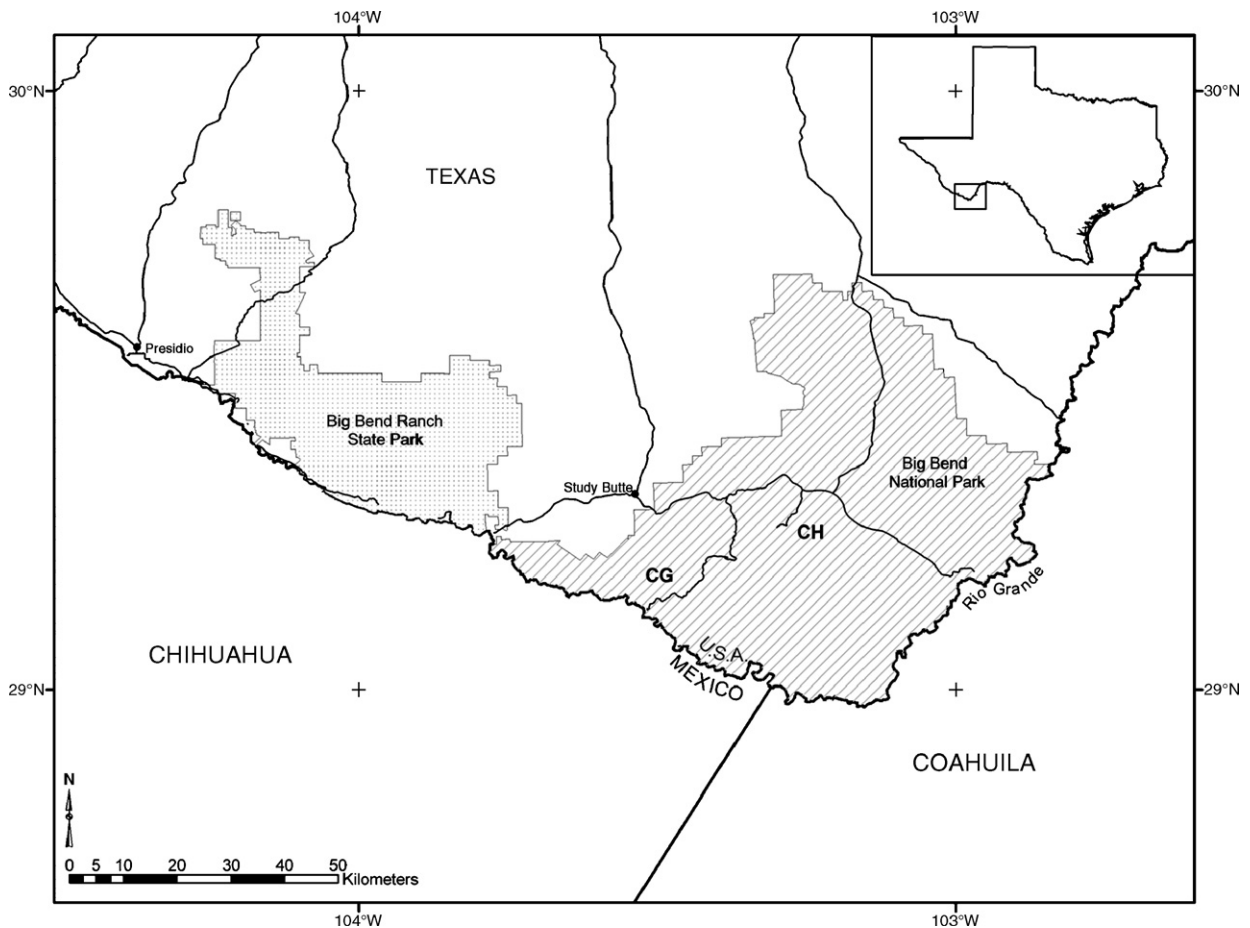 104°W
103°W
30°N
30°N
TEXAS
Presidio
Big Bend Ranch
State Park
Big Bend
National Park
Study Butte
CH
CG
Rio Grande
U.S.A.
MEXICO
CHIHUAHUA
29°N
29°N
COAHUILA
N
0 5 10 20 30 40 50
Kilometers
104°W
103°W